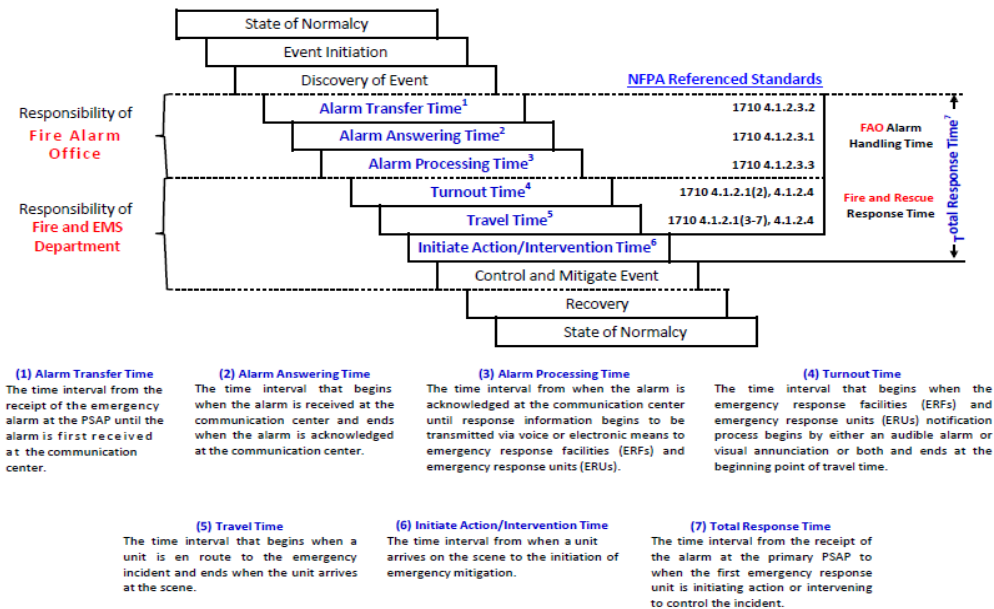 State of Normalcy
Event Initiation
Discovery of Event
NFPA Referenced Standards
Responsibility of
Fire Alarm
Office
Alarm Transfer Time1
1710 4.1.2.3.2
Alarm Answering Time2
1710 4.1.2.3.1
Alarm Processing Time3
1710 4.1.2.3.3
FAO Alarm
Handling Time
Total Response Time7
Responsibility of
Fire and EMS
Department
Turnout Time4
1710 4.1.2.1(2), 4.1.2.4
Travel Time5
1710 4.1.2.1(3-7), 4.1.2.4
Fire and Rescue
Response Time
Initiate Action/Intervention Time6
Control and Mitigate Event
Recovery
State of Normalcy
(1) Alarm Transfer Time
The time interval from the
receipt of the emergency
alarm at the PSAP until the
alarm is first received
at the communication
center.
(2) Alarm Answering Time
The time interval that begins
when the alarm is received at the
communication center and ends
when the alarm is acknowledged
at the communication center.
(3) Alarm Processing Time
The time interval from when the alarm is
acknowledged at the communication center
until response information begins to be
transmitted via voice or electronic means to
emergency response facilities (ERFs) and
emergency response units (ERUs).
(4) Turnout Time
The time interval that begins when the
emergency response facilities (ERFs) and
emergency response units (ERUs) notification
process begins by either an audible alarm or
visual annunciation or both and ends at the
beginning point of travel time.
(5) Travel Time
The time interval that begins when a
unit is en route to the emergency
incident and ends when the unit arrives
at the scene.
(6) Initiate Action/Intervention Time
The time interval from when a unit
arrives on the scene to the initiation of
emergency mitigation.
(7) Total Response Time
The time interval from the receipt of
the alarm at the primary PSAP to
when the first emergency response
unit is initiating action or intervening
to control the incident.